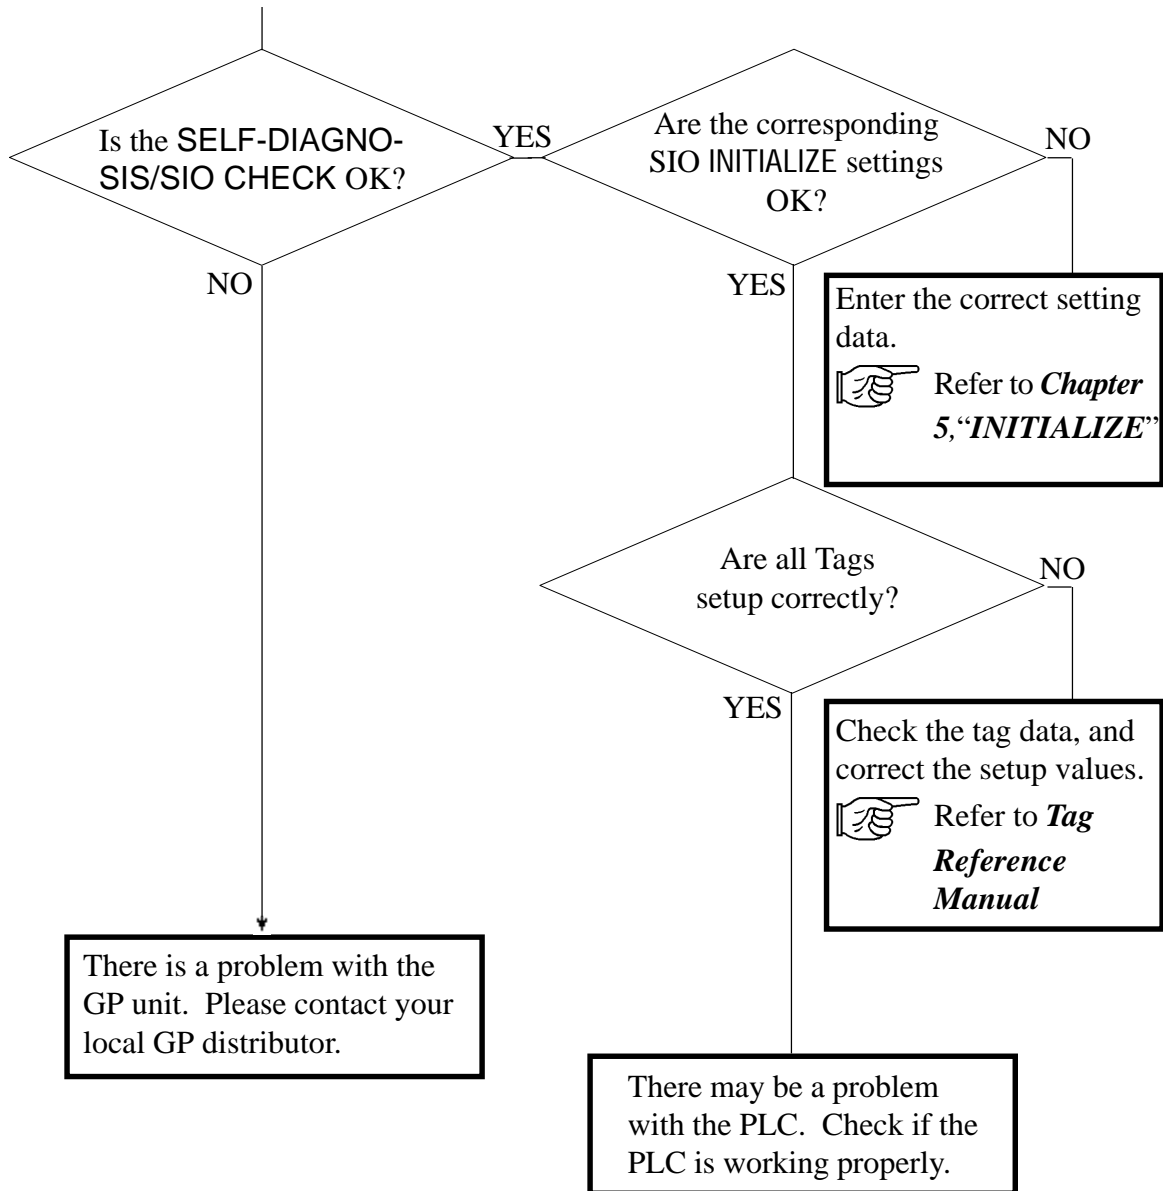 Is the SELF-DIAGNO-
SIS/SIO CHECK OK?
YES
NO
Are the corresponding
SIO INITIALIZE settings
OK?
NO
YES
Enter the correct setting
data.
Refer to Chapter
5,“INITIALIZE”
Are all Tags
setup correctly?
NO
YES
Check the tag data, and
correct the setup values.
Refer to Tag
Reference
Manual
There is a problem with the
GP unit.  Please contact your
local GP distributor.
There may be a problem
with the PLC.  Check if the
PLC is working properly.